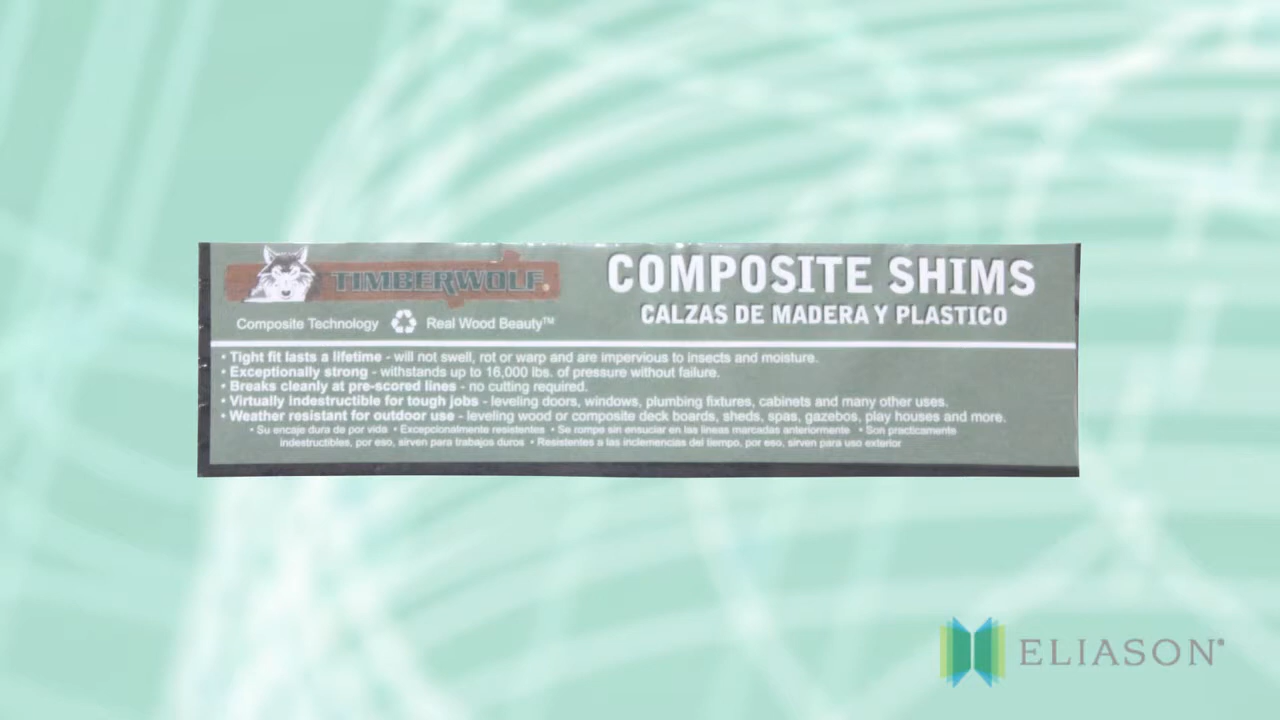 TIMBERWOLF®
COMPOSITE SHIMS
CALZAS DE MADERA Y PLASTICO
Composite Technology Real Wood Beauty™
• Tight fit lasts a lifetime - will not swell, rot or warp and are impervious to insects and moisture.
• Exceptionally strong - withstands up to 16,000 lbs. of pressure without failure.
• Breaks cleanly at pre-scored lines - no cutting required.
• Virtually indestructible for tough jobs - leveling doors, windows, plumbing fixtures, cabinets and many other uses.
• Weather resistant for outdoor use - leveling wood or composite deck boards, sheds, spas, gazebos, play houses and more.
• Su encaje dura de por vida • Excepcionalmente resistentes • Se rompe sin ensuciar en las lineas marcadas anteriormente • Son practicamente
indestructibles, por eso, sirven para trabajos duros • Resistentes a las inclemencias del tiempo, por eso, sirven para uso exterior
ELIASON®